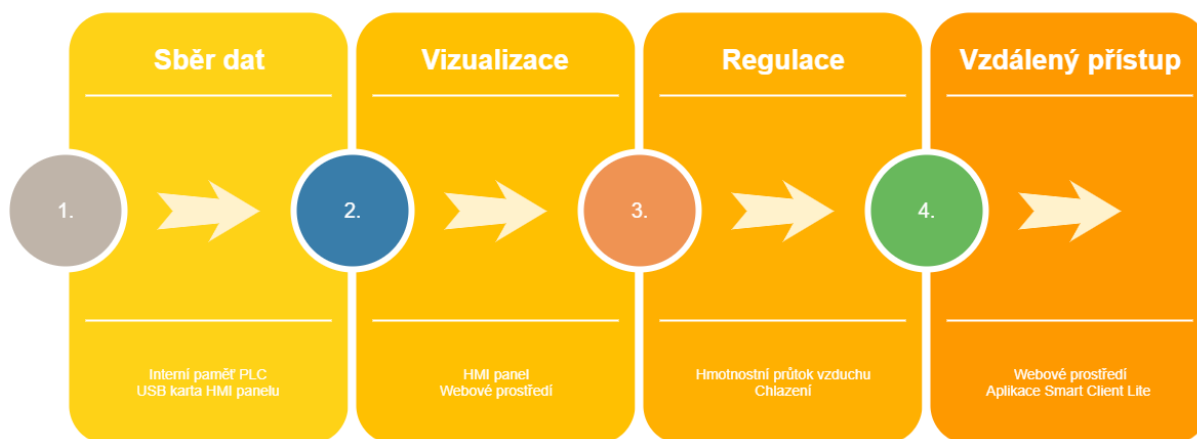 Sběr dat
Vizualizace
Regulace
Vzdálený přístup
1.
2.
3.
4.
Interní paměť PLC
USB karta HMI panelu
HMI panel
Webové prostředí
Hmotnostní průtok vzduchu
Chlazení
Webové prostředí
Aplikace Smart Client Lite